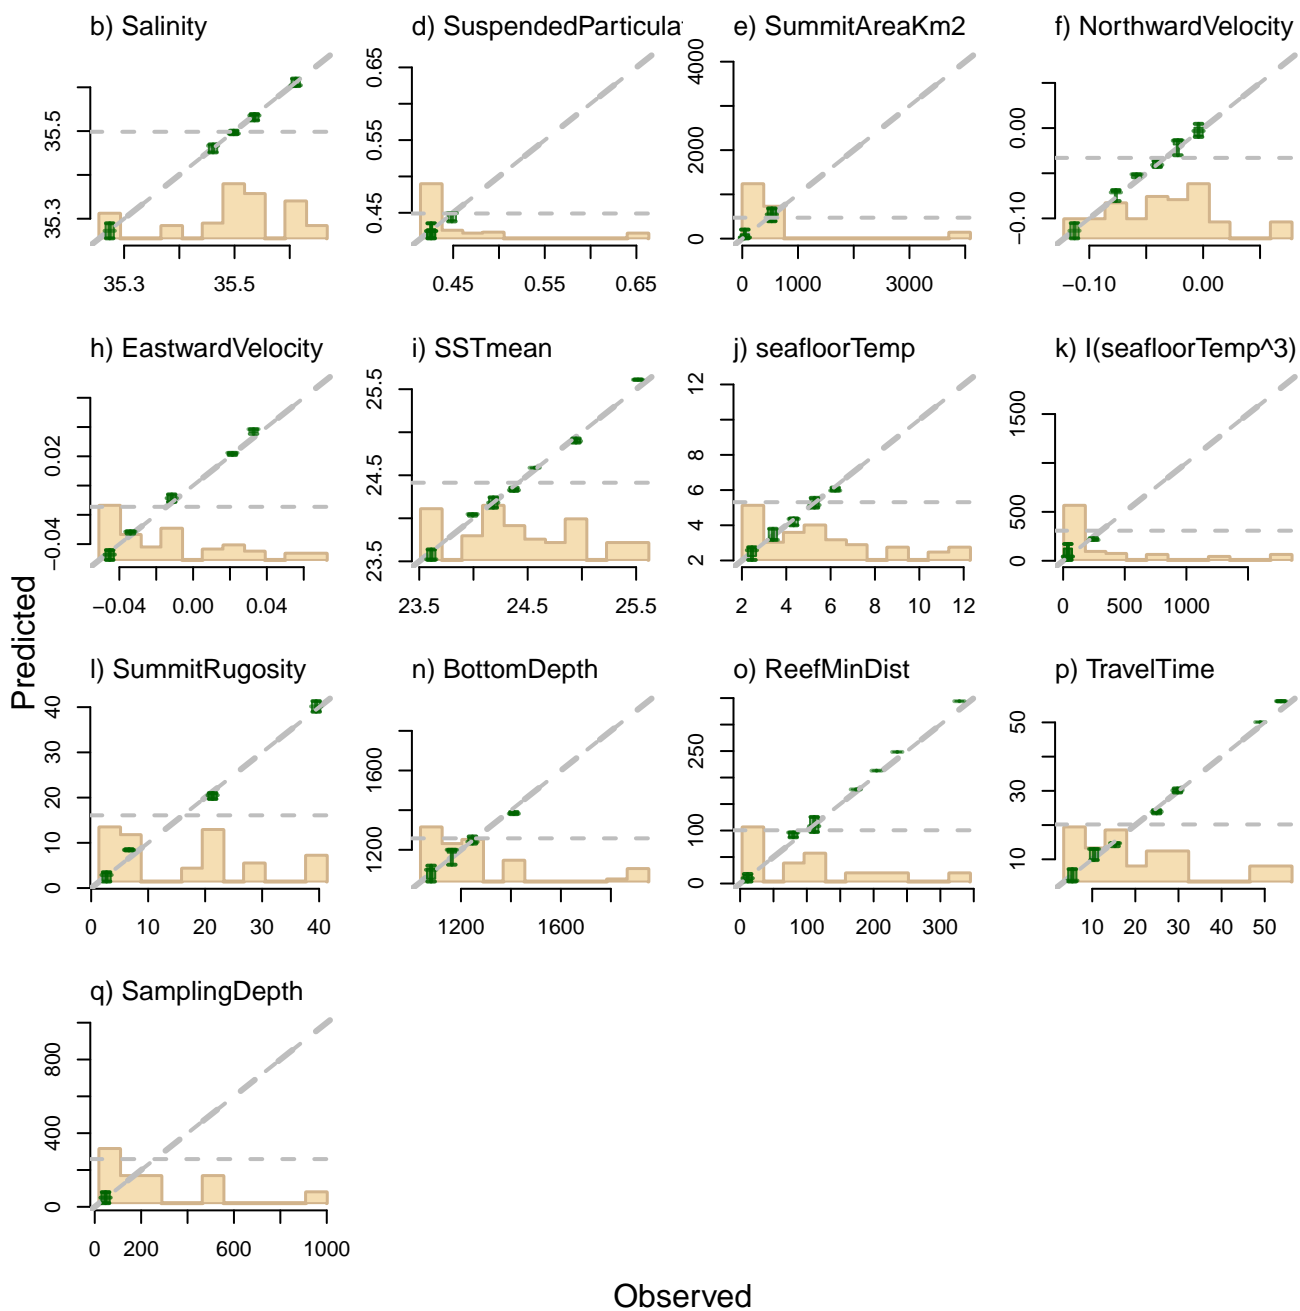 b) Salinity
d) SuspendedParticula
e) SummitAreaKm2
f) NorthwardVelocity
35.3 35.5
35.3 35.5
0.45 0.55 0.65
0.45 0.55 0.65
0 2000 4000
0 1000 3000
−0.10 0.00
−0.10 0.00
h) EastwardVelocity
i) SSTmean
j) seafloorTemp
k) I(seafloorTemp^3)
−0.04 0.02
−0.04 0.00 0.04
23.5 24.5 25.5
23.5 24.5 25.5
2 4 6 8 10 12
2 4 6 8 10 12
0 500 1500
0 500 1000
Predicted
l) SummitRugosity
n) BottomDepth
o) ReefMinDist
p) TravelTime
0 10 20 30 40
0 10 20 30 40
1200 1600
1200 1600
0 100 250
0 100 200 300
10 30 50
10 20 30 40 50
q) SamplingDepth
0 400 800
0 200 600 1000
Observed